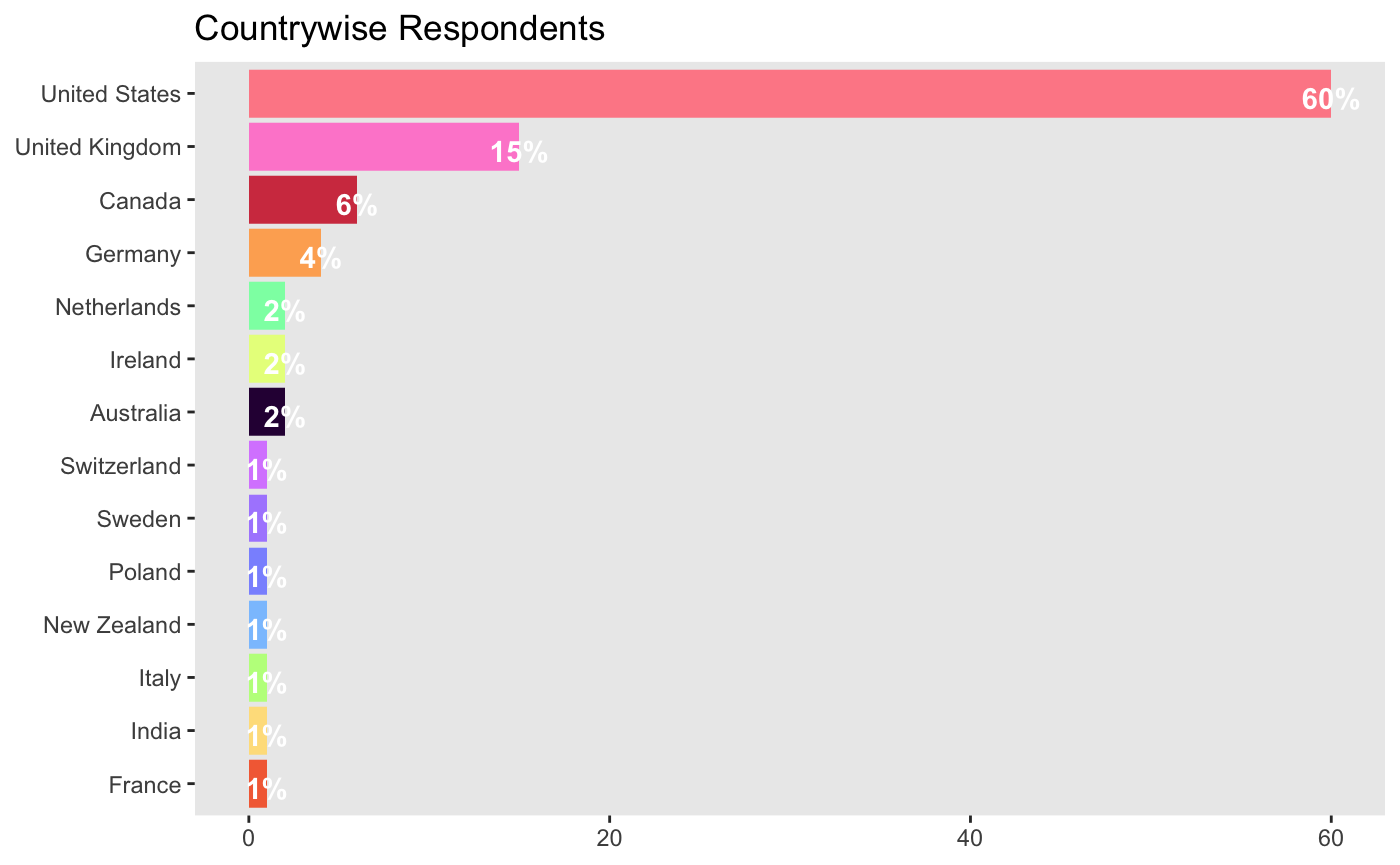 Countrywise Respondents
United States 60%
United Kingdom 15%
Canada 6%
Germany 4%
Netherlands 2%
Ireland 2%
Australia 2%
Switzerland 1%
Sweden 1%
Poland 1%
New Zealand 1%
Italy 1%
India 1%
France 1%
0 20 40 60